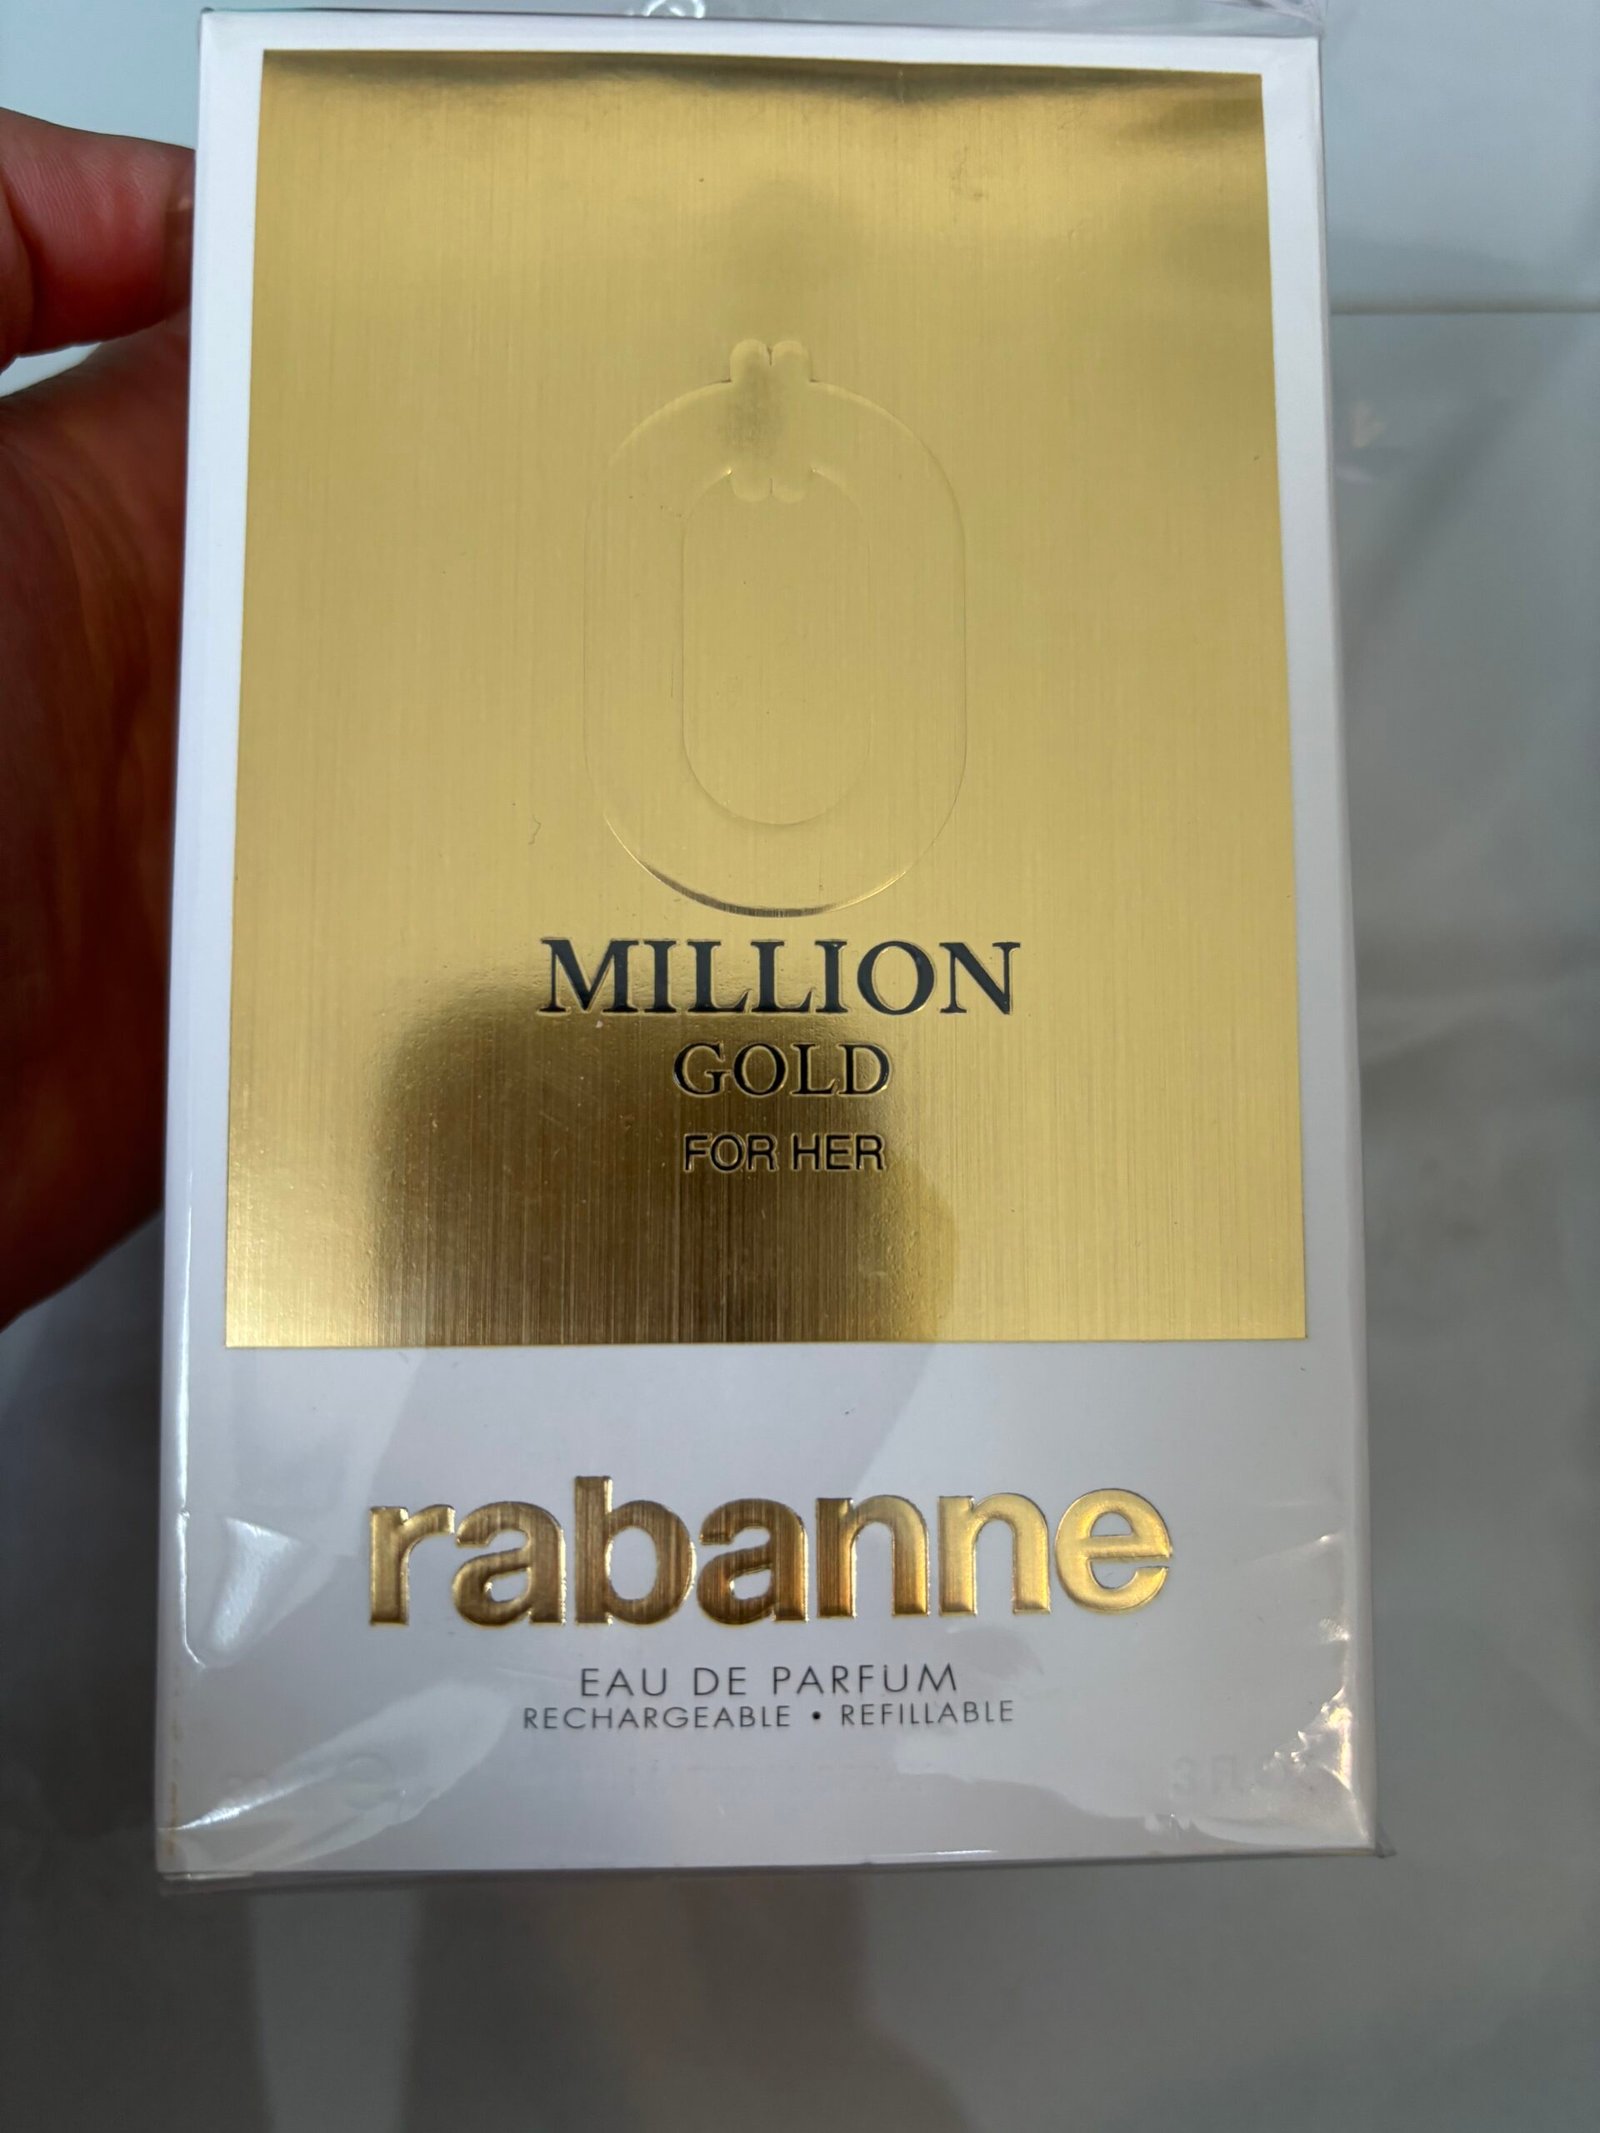 MILLION
GOLD
FOR HER
rabanne
EAU DE PARFUM
RECHARGEABLE • REFILLABLE